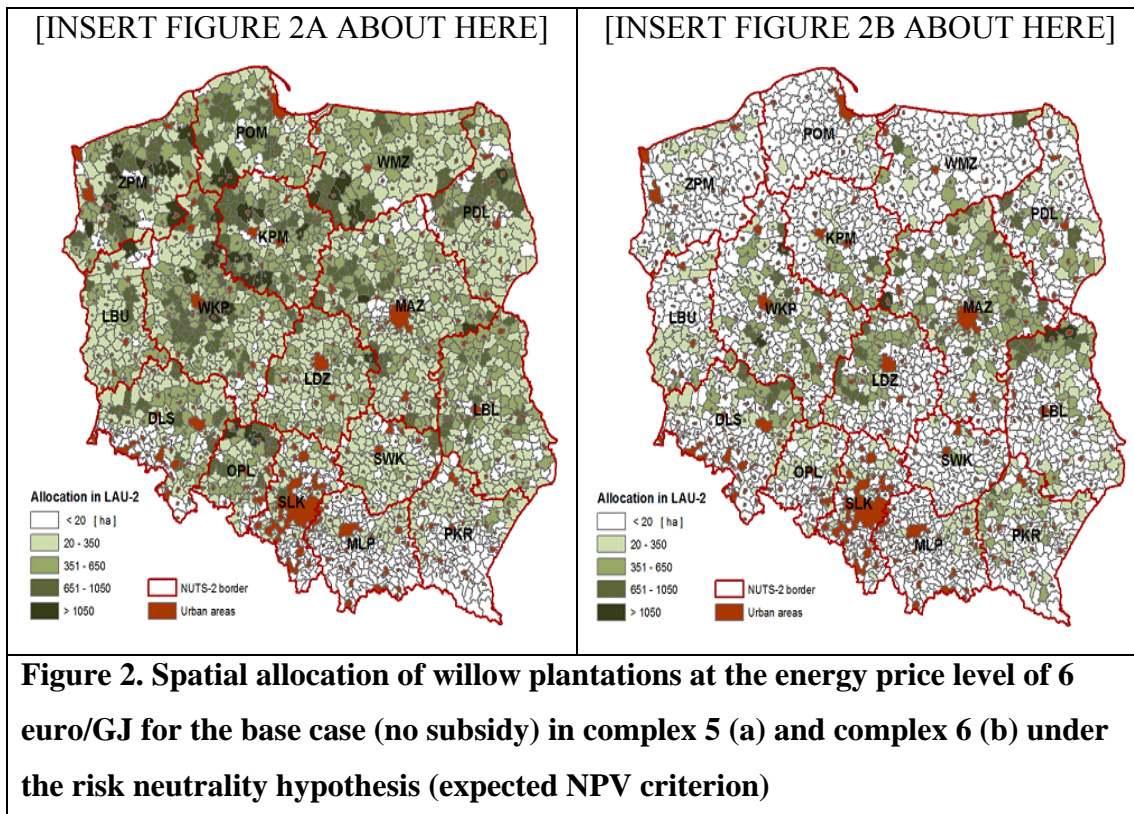 [INSERT FIGURE 2A ABOUT HERE]
POM
WMZ
ZPM
PDL
KPM
LBU
WKP
MAZ
LDZ
DLS
LBL
OPL
SWK
SLK
MLP
PKR
Allocation in LAU-2
< 20 [ ha ]
20 - 350
351 - 650
651 - 1050
> 1050
NUTS-2 border
Urban areas
[INSERT FIGURE 2B ABOUT HERE]
POM
WMZ
ZPM
PDL
KPM
LBU
WKP
MAZ
LDZ
DLS
LBL
OPL
SWK
SLK
MLP
PKR
Allocation in LAU-2
< 20 [ ha ]
20 - 350
351 - 650
651 - 1050
> 1050
NUTS-2 border
Urban areas
Figure 2. Spatial allocation of willow plantations at the energy price level of 6
euro/GJ for the base case (no subsidy) in complex 5 (a) and complex 6 (b) under
the risk neutrality hypothesis (expected NPV criterion)